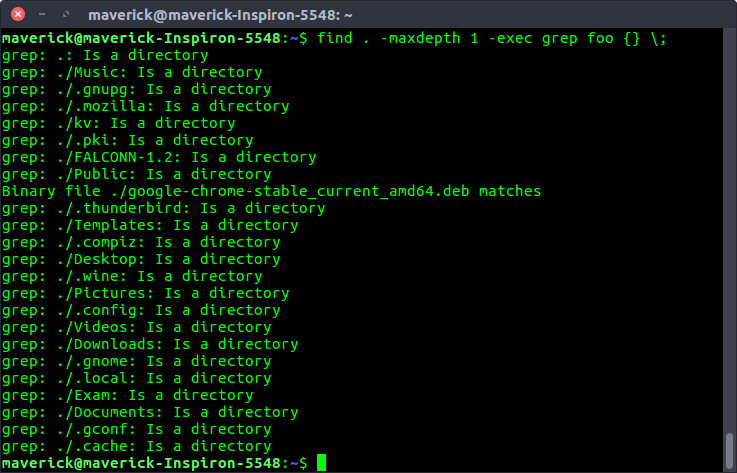 maverick@maverick-Inspiron-5548: ~
maverick@maverick-Inspiron-5548:~$ find . -maxdepth 1 -exec grep foo {} \;
grep: .: Is a directory
grep: ./Music: Is a directory
grep: ./.gnupg: Is a directory
grep: ./.mozilla: Is a directory
grep: ./kv: Is a directory
grep: ./.pki: Is a directory
grep: ./FALCONN-1.2: Is a directory
grep: ./Public: Is a directory
Binary file ./google-chrome-stable_current_amd64.deb matches
grep: ./.thunderbird: Is a directory
grep: ./Templates: Is a directory
grep: ./.compiz: Is a directory
grep: ./Desktop: Is a directory
grep: ./.wine: Is a directory
grep: ./Pictures: Is a directory
grep: ./.config: Is a directory
grep: ./Videos: Is a directory
grep: ./Downloads: Is a directory
grep: ./.gnome: Is a directory
grep: ./.local: Is a directory
grep: ./Exam: Is a directory
grep: ./Documents: Is a directory
grep: ./.gconf: Is a directory
grep: ./.cache: Is a directory
maverick@maverick-Inspiron-5548:~$